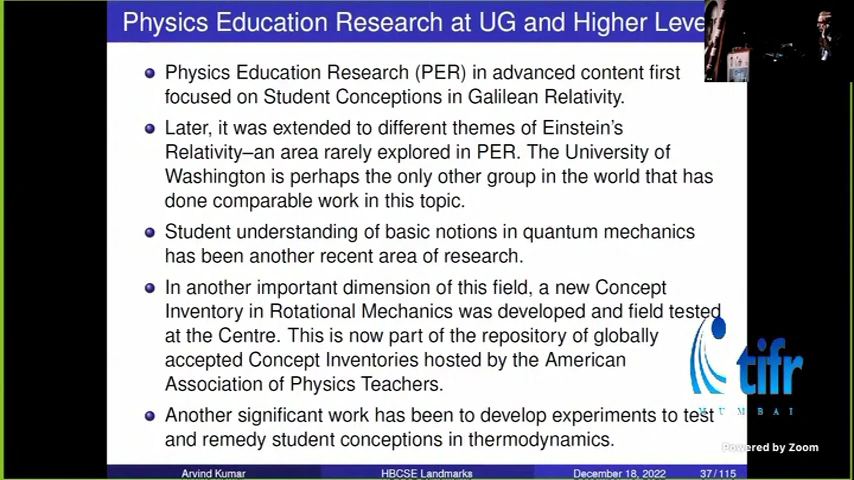 Physics Education Research at UG and Higher Leve
Physics Education Research (PER) in advanced content first
focused on Student Conceptions in Galilean Relativity.
Later, it was extended to different themes of Einstein's
Relativity–an area rarely explored in PER. The University of
Washington is perhaps the only other group in the world that has
done comparable work in this topic.
Student understanding of basic notions in quantum mechanics
has been another recent area of research.
In another important dimension of this field, a new Concept
Inventory in Rotational Mechanics was developed and field tested
at the Centre. This is now part of the repository of globally
accepted Concept Inventories hosted by the American
Association of Physics Teachers.
Another significant work has been to develop experiments to test
and remedy student conceptions in thermodynamics.
tifr
MUMBAI
Powered by Zoom
Arvind Kumar HBCSE Landmarks December 18, 2022 37 / 115